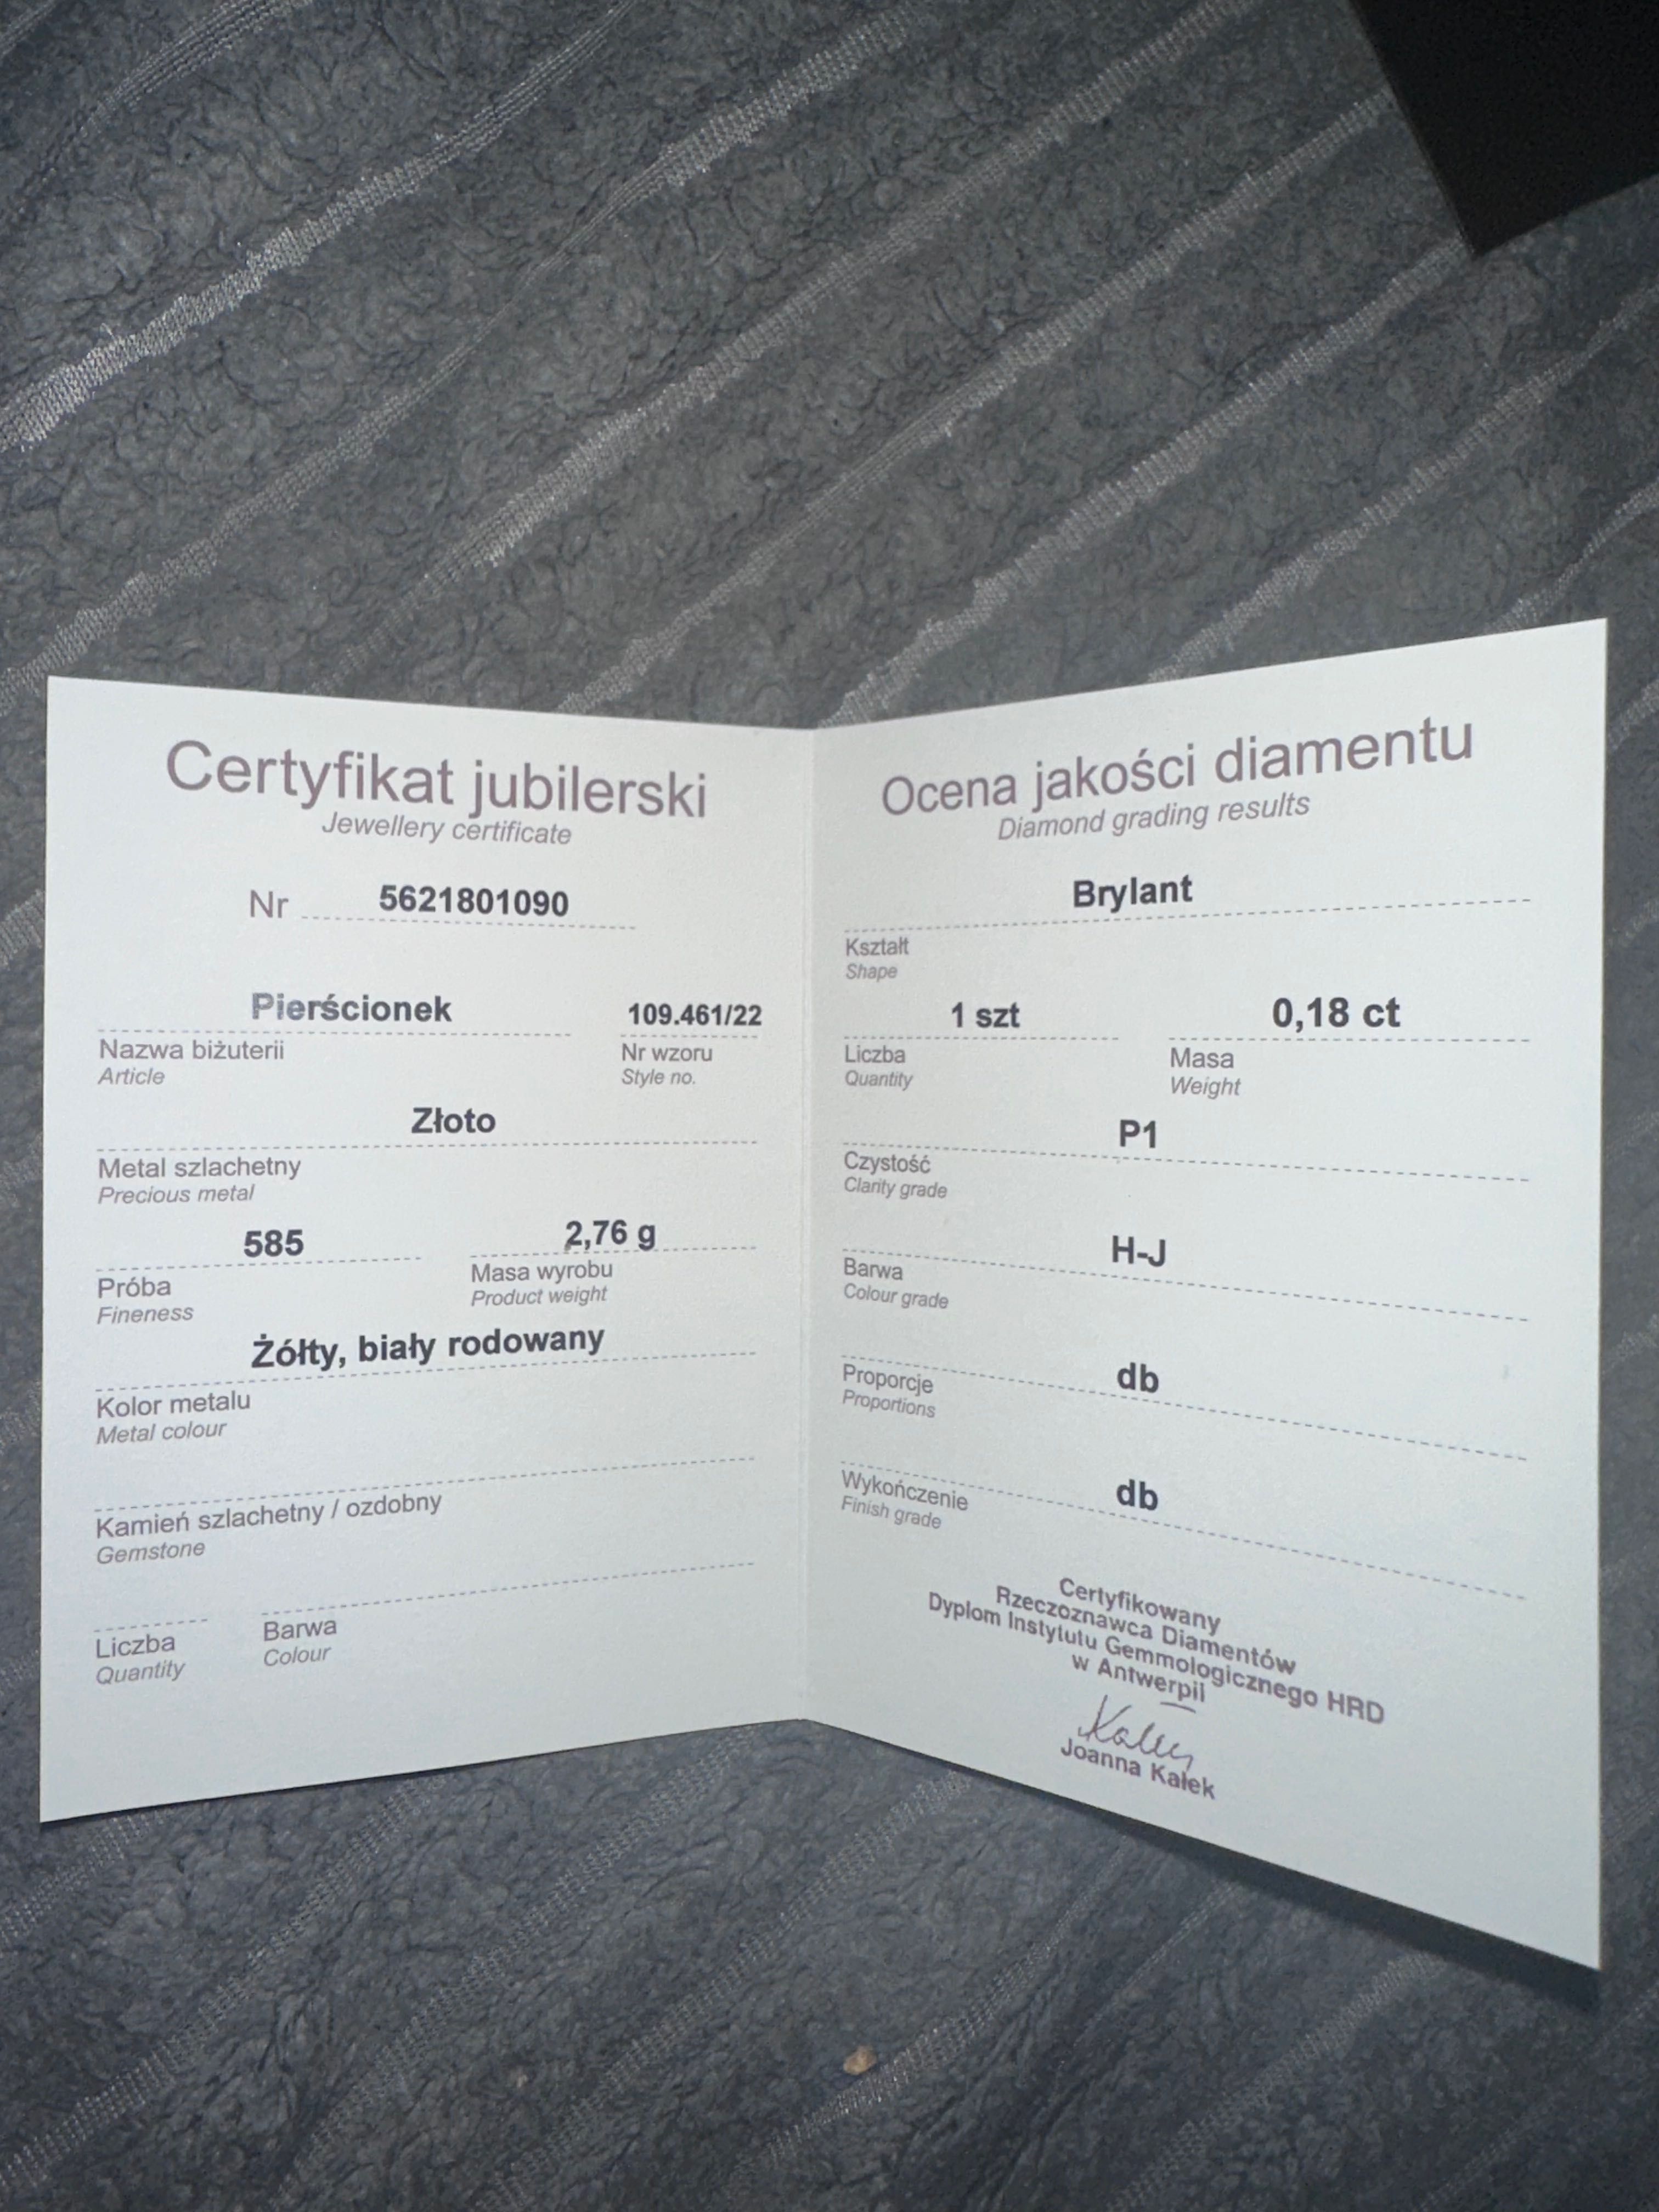 Certyfikat jubilerski
Jewellery certificate
Nr 5621801090
Pierścionek 109.461/22
Nazwa biżuterii Nr wzoru
Article Style no.
Złoto
Metal szlachetny
Precious metal
585 2,76 g
Próba Masa wyrobu
Fineness Product weight
Żółty, biały rodowany
Kolor metalu
Metal colour
Kamień szlachetny / ozdobny
Gemstone
Liczba Barwa
Quantity Colour
Ocena jakości diamentu
Diamond grading results
Brylant
Kształt
Shape
1 szt 0,18 ct
Liczba Masa
Quantity Weight
P1
Czystość
Clarity grade
H-J
Barwa
Colour grade
db
Proporcje
Proportions
db
Wykończenie
Finish grade
Certyfikowany
Rzeczoznawca Diamentów
Dyplom Instytutu Gemmologicznego HRD
w Antwerpii
Kałek
Joanna Kałek